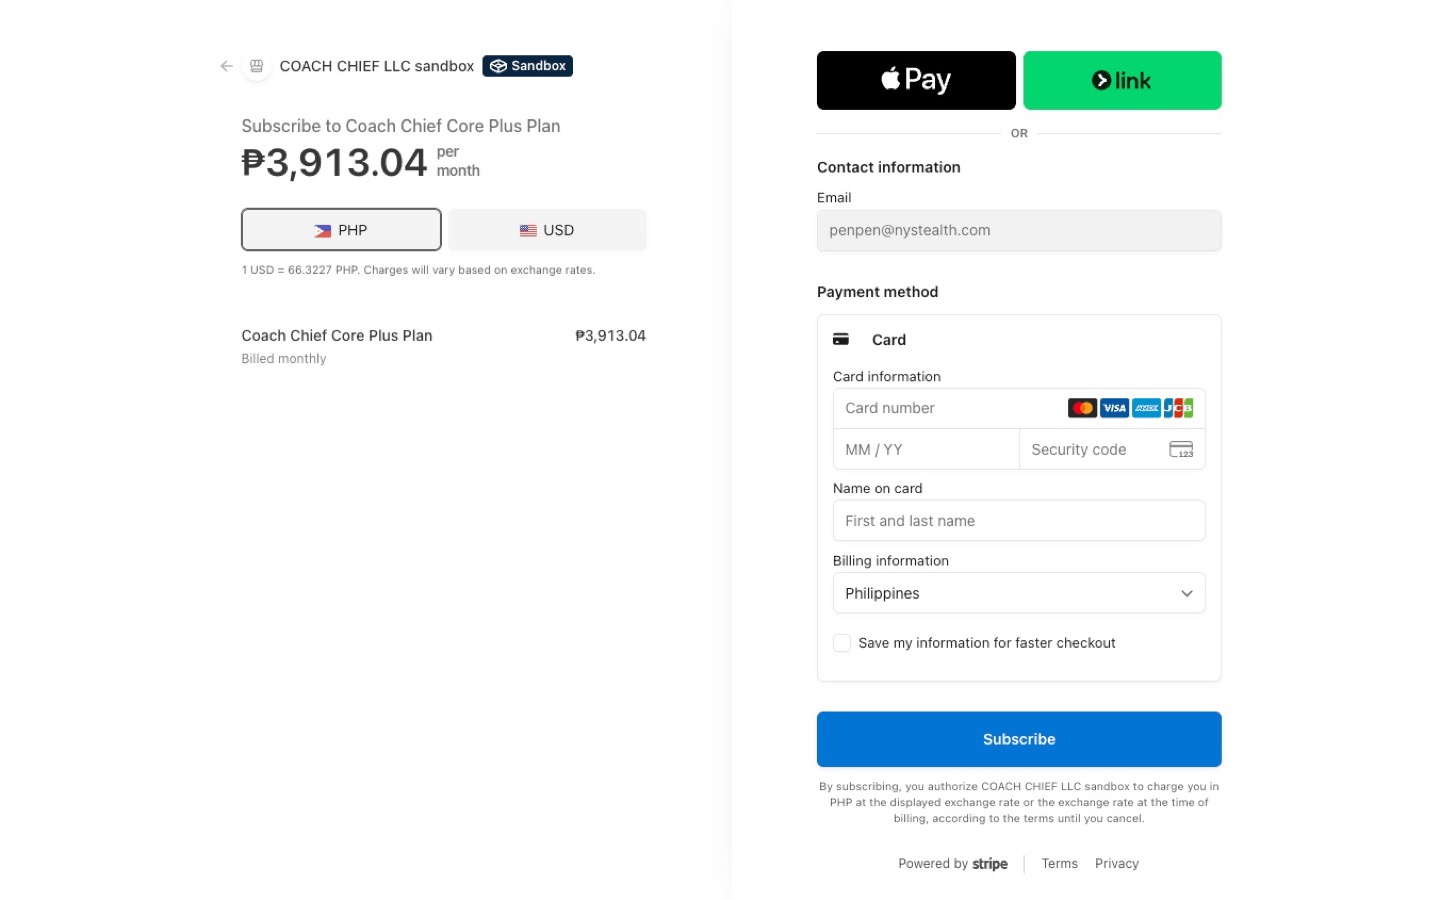 COACH CHIEF LLC sandbox Sandbox
Subscribe to Coach Chief Core Plus Plan
₱3,913.04 per month
PHP
USD
1 USD = 66.3227 PHP. Charges will vary based on exchange rates.
Coach Chief Core Plus Plan ₱3,913.04
Billed monthly
Pay
link
OR
Contact information
Email
penpen@nystealth.com
Payment method
Card
Card information
Card number VISA AMEX JCB
MM / YY
Security code 123
Name on card
First and last name
Billing information
Philippines
Save my information for faster checkout
Subscribe
By subscribing, you authorize COACH CHIEF LLC sandbox to charge you in
PHP at the displayed exchange rate or the exchange rate at the time of
billing, according to the terms until you cancel.
Powered by stripe
Terms
Privacy